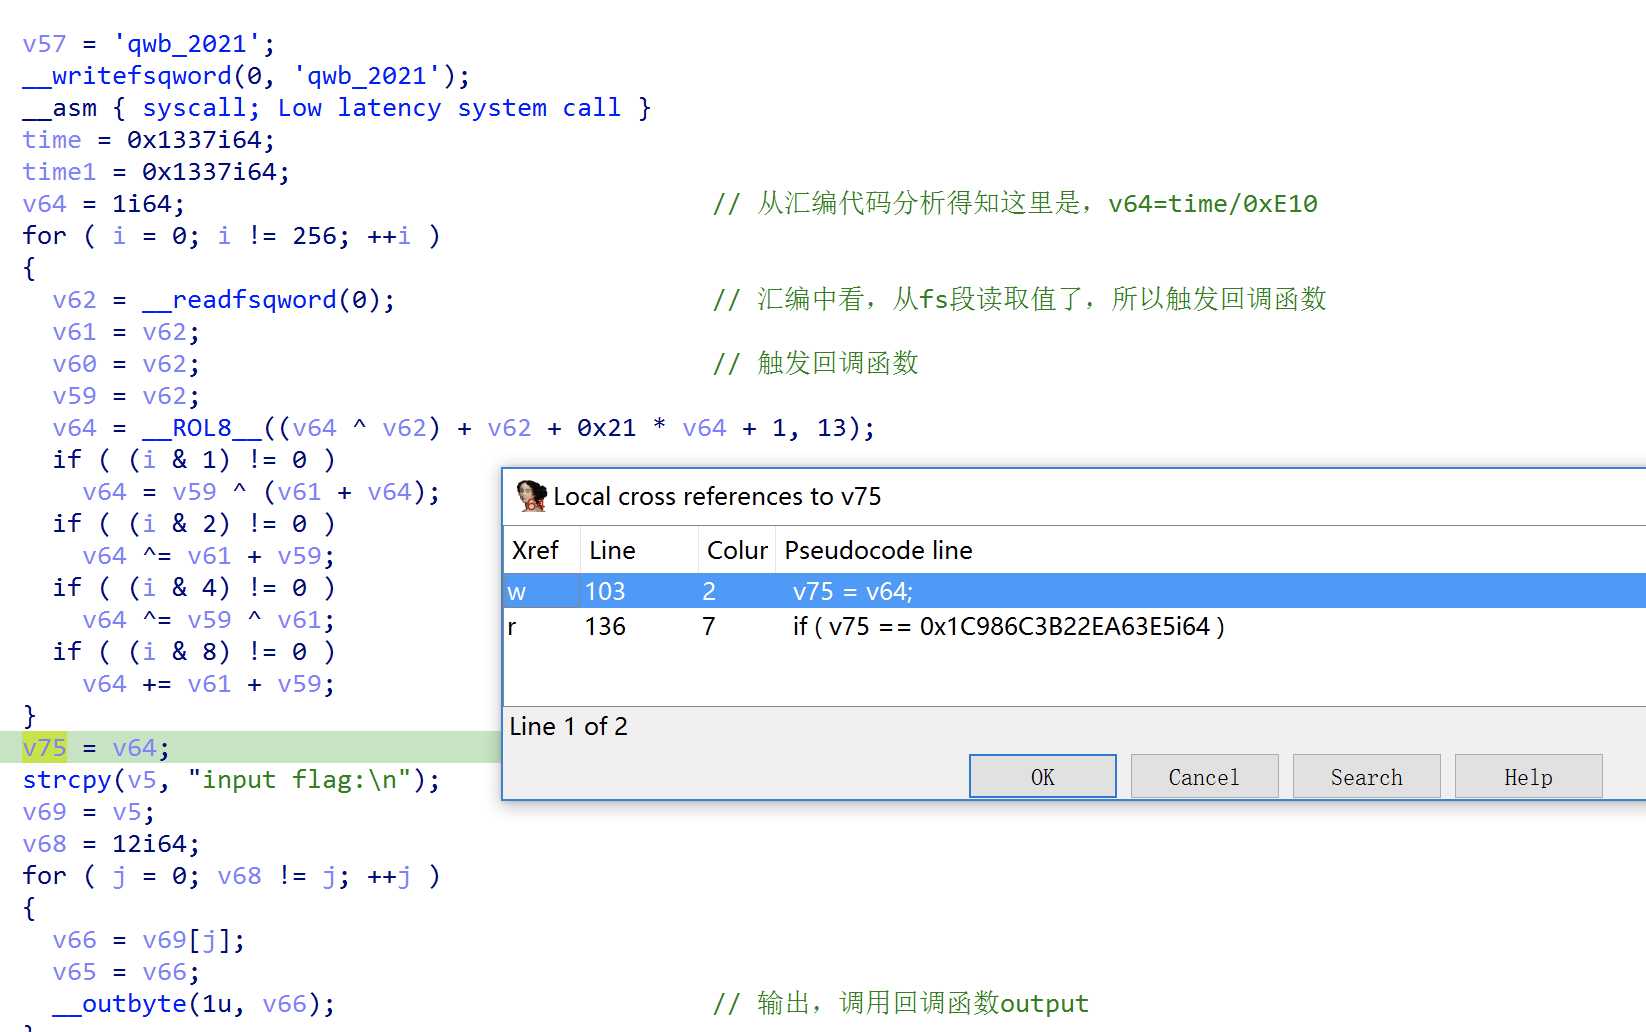 v57 = 'qwb_2021';
__writefsqword(0, 'qwb_2021');
__asm { syscall; Low latency system call }
time = 0x1337i64;
time1 = 0x1337i64;
v64 = 1i64; // 从汇编代码分析得知这里是，v64=time/0xE10
for ( i = 0; i != 256; ++i )
{
v62 = __readfsqword(0); // 汇编中看，从fs段读取值了，所以触发回调函数
v61 = v62;
v60 = v62; // 触发回调函数
v59 = v62;
v64 = __ROL8__((v64 ^ v62) + v62 + 0x21 * v64 + 1, 13);
if ( (i & 1) != 0 )
v64 = v59 ^ (v61 + v64);
if ( (i & 2) != 0 )
v64 ^= v61 + v59;
if ( (i & 4) != 0 )
v64 ^= v59 ^ v61;
if ( (i & 8) != 0 )
v64 += v61 + v59;
}
v75 = v64;
strcpy(v5, "input flag:\n");
v69 = v5;
v68 = 12i64;
for ( j = 0; v68 != j; ++j )
{
v66 = v69[j];
v65 = v66;
__outbyte(1u, v66); // 输出，调用回调函数output
}
64 Local cross references to v75
Xref Line Colur Pseudocode line
w 103 2 v75 = v64;
r 136 7 if ( v75 == 0x1C986C3B22EA63E5i64 )
Line 1 of 2
OK Cancel Search Help